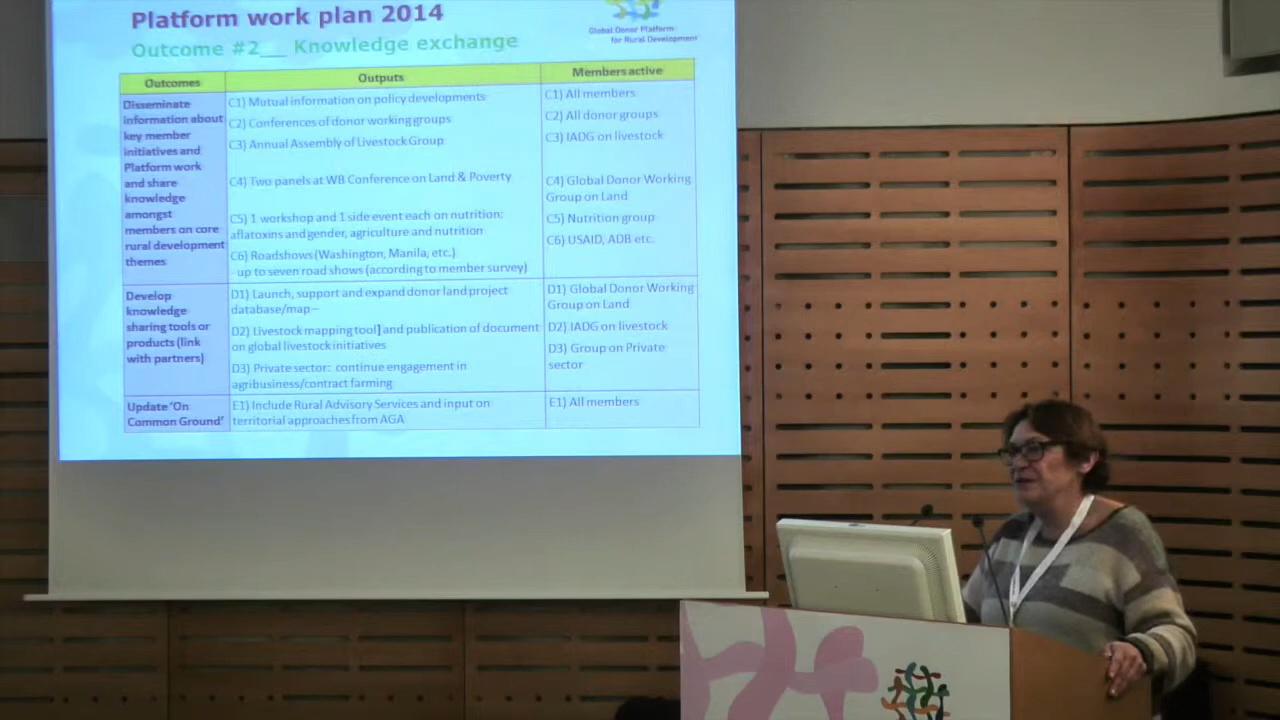 Platform work plan 2014
Outcome #2__ Knowledge exchange
Global Donor Platform
for Rural Development
Outcomes
Outputs
Members active
Disseminate
information about
key member
initiatives and
Platform work
and share
knowledge
amongst
members on core
rural development
themes
C1) Mutual information on policy developments
C2) Conferences of donor working groups
C3) Annual Assembly of Livestock Group
C4) Two panels at WB Conference on Land & Poverty
C5) 1 workshop and 1 side event each on nutrition:
aflatoxins and gender, agriculture and nutrition
C6) Roadshows (Washington, Manila, etc.)
- up to seven road shows (according to member survey)
C1) All members
C2) All donor groups
C3) IADG on livestock
C4) Global Donor Working
Group on Land
C5) Nutrition group
C6) USAID, ADB etc.
Develop
knowledge
sharing tools or
products (link
with partners)
D1) Launch, support and expand donor land project
database/map –
D2) Livestock mapping tool] and publication of document
on global livestock initiatives
D3) Private sector: continue engagement in
agribusiness/contract farming
D1) Global Donor Working
Group on Land
D2) IADG on livestock
D3) Group on Private
sector
Update 'On
Common Ground'
E1) Include Rural Advisory Services and input on
territorial approaches from AGA
E1) All members